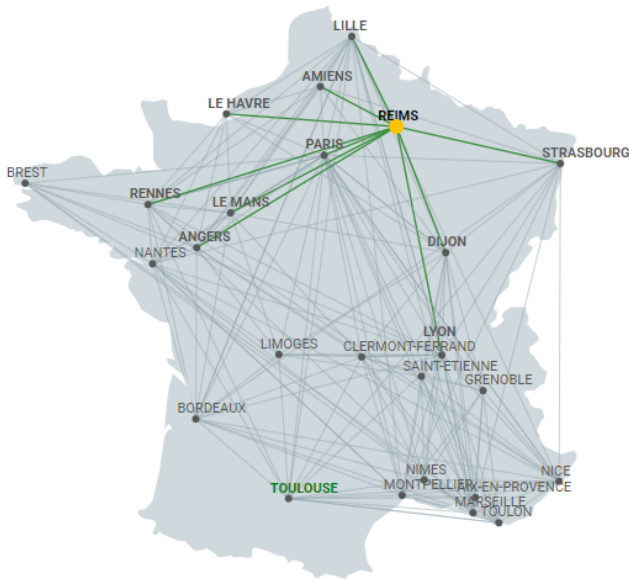 LILLE
AMIENS
LE HAVRE
REIMS
PARIS
STRASBOURG
BREST
RENNES
LE MANS
ANGERS
DIJON
NANTES
LYON
LIMOGES
CLERMONT-FERRAND
SAINT-ETIENNE
GRENOBLE
BORDEAUX
NIMES
NICE
TOULOUSE
MONTPELLIER
AIX-EN-PROVENCE
MARSEILLE
TOULON